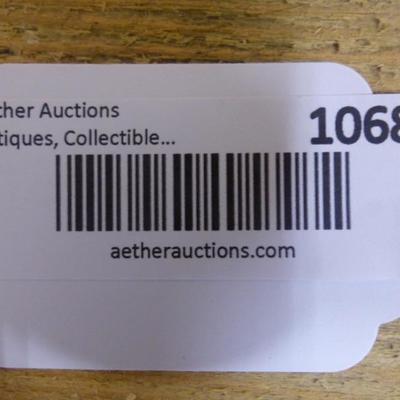 ther Auctions
tiques, Collectible...
1068
aetherauctions.com